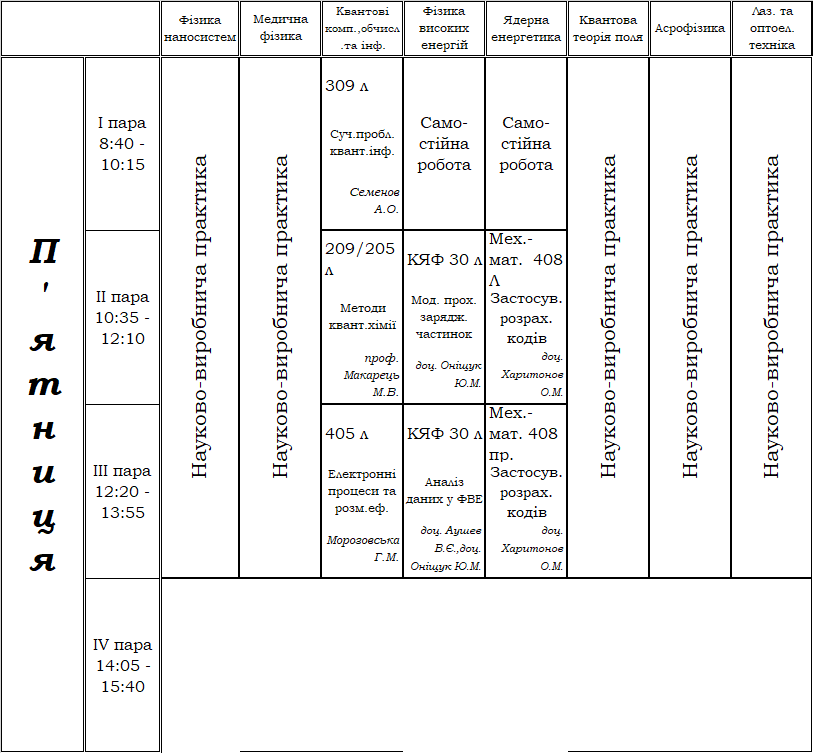 Фізика
наносистем
Медична
фізика
Квантові
комп.,обчисл
.та інф.
Фізика
високих
енергій
Ядерна
енергетика
Квантова
теорія поля
Асрофізика
Лаз. та
оптоел.
техніка
П'ятниця
I пара
8:40 -
10:15
Науково-виробнича практика
Науково-виробнича практика
309 л
Суч.пробл.
квант.інф.
Семенов
А.О.
Само-
стійна
робота
Само-
стійна
робота
Науково-виробнича практика
Науково-виробнича практика
Науково-виробнича практика
II пара
10:35 -
12:10
209/205
л
Методи
квант.хімії
проф.
Макарець
М.В.
КЯФ 30 л
Мод. прох.
зарядж.
частинок
доц. Оніщук
Ю.М.
Мех.-
мат. 408
Л
Застосув.
розрах.
кодів
доц.
Харитонов
О.М.
III пара
12:20 -
13:55
405 л
Електронні
процеси та
розм.еф.
Морозовська
Г.М.
КЯФ 30 л
Аналіз
даних у ФВЕ
доц. Аушев
В.Є.,доц.
Оніщук Ю.М.
Мех.-
мат. 408
пр.
Застосув.
розрах.
кодів
доц.
Харитонов
О.М.
IV пара
14:05 -
15:40